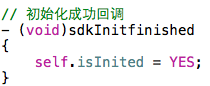 // 初始化成功回调
- (void)sdkInitfinished
{
    self.isInited = YES;
}